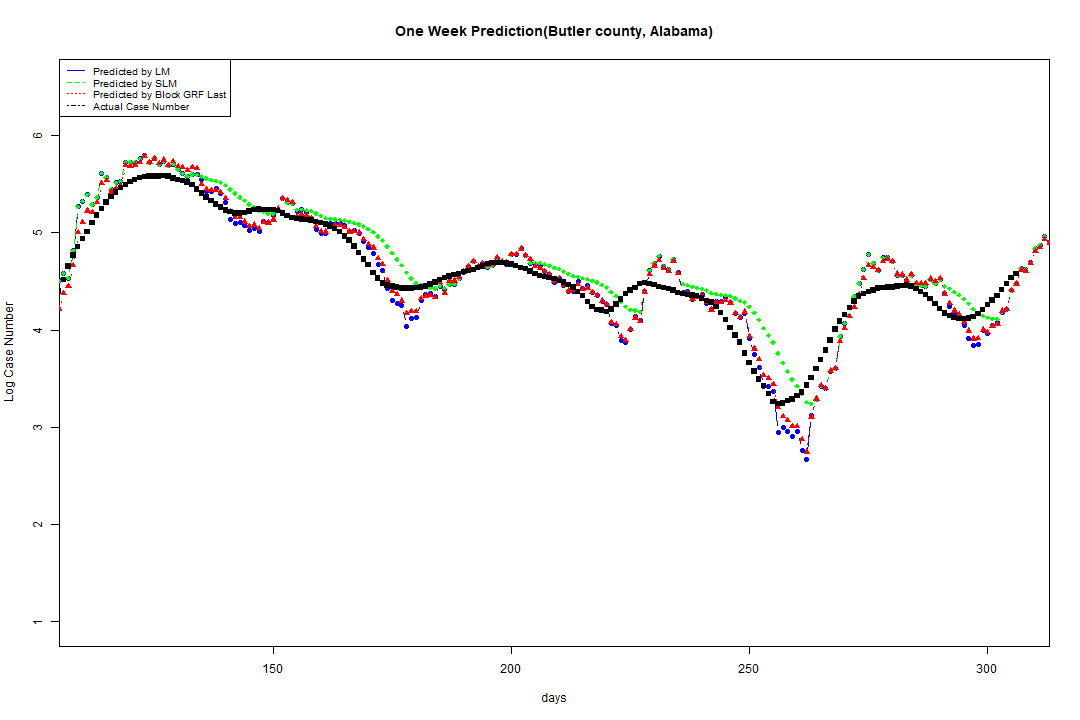 One Week Prediction(Butler county, Alabama)
Predicted by LM
Predicted by SLM
Predicted by Block GRF Last
Actual Case Number
6
5
4
3
2
1
Log Case Number
150 200 250 300
days